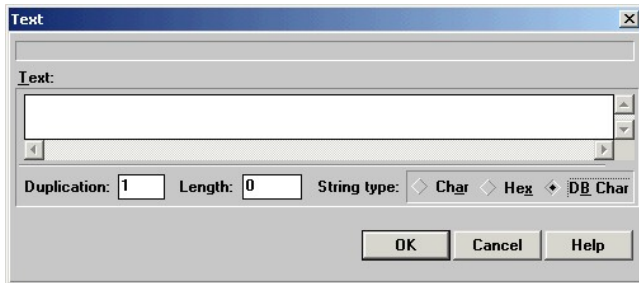 Text
Text:
Duplication: 1 Length: 0 String type: Char Hex DB Char
OK Cancel Help